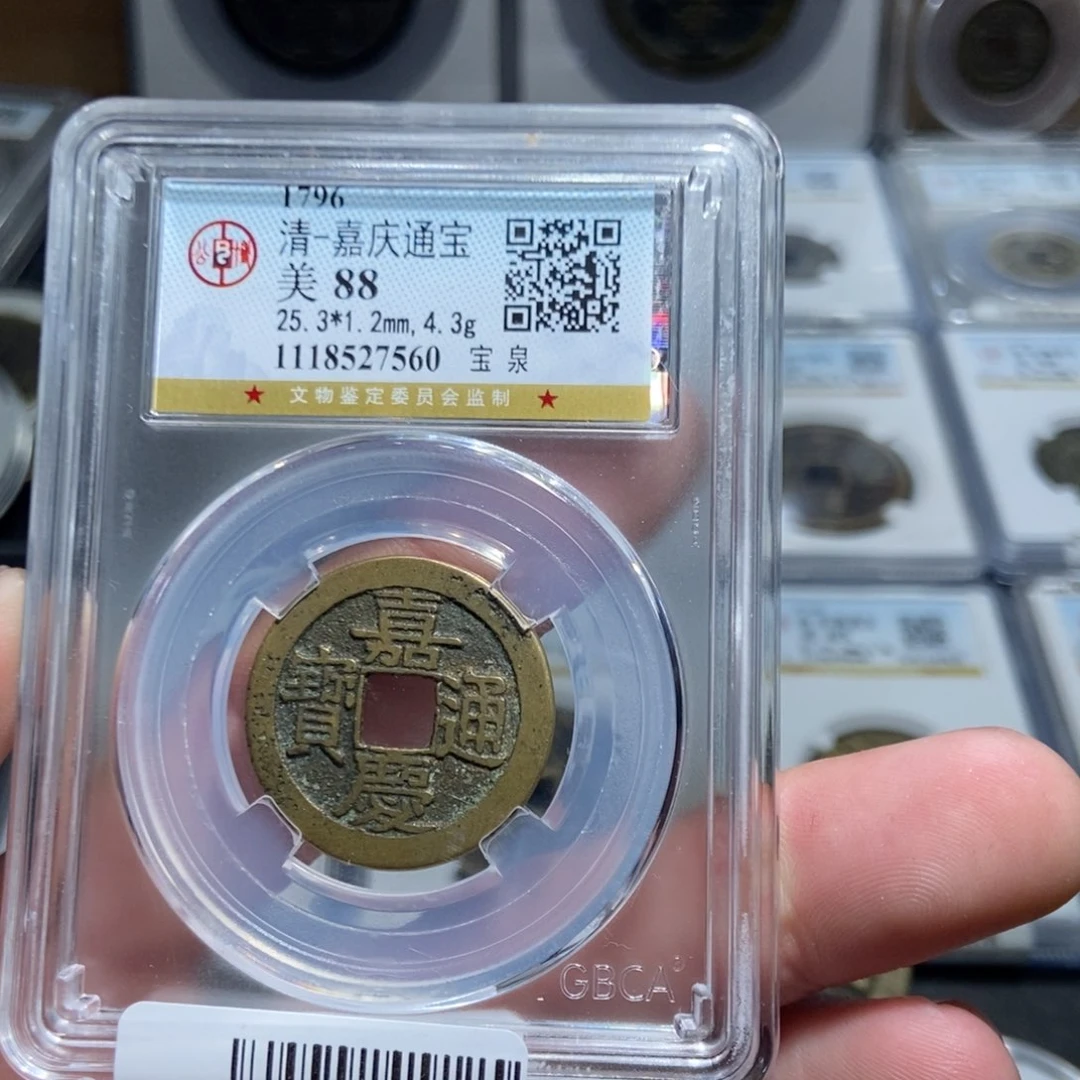 1796
清-嘉庆通宝
美 88
25.3*1.2mm, 4.3g
1118527560 宝 泉
★ 文物鉴定委员会监制 ★
嘉慶通寶
GBCA